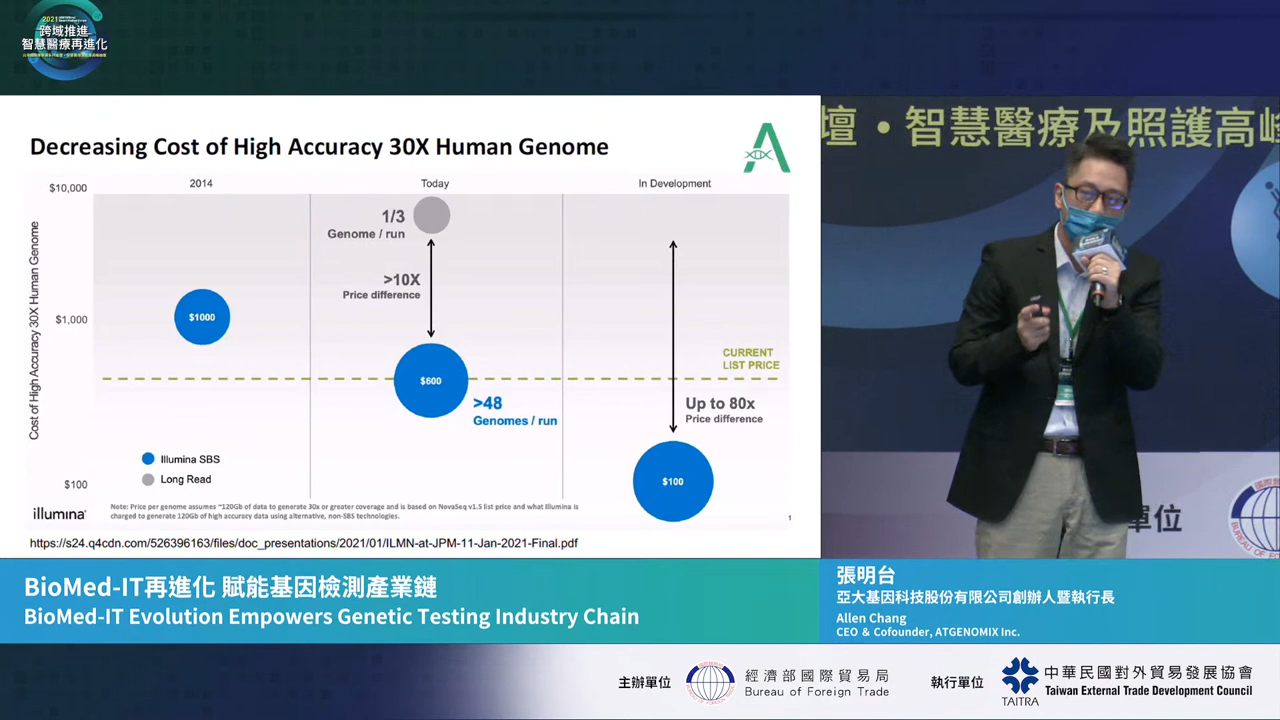 2021
跨域推進
智慧醫療再進化
壇・智慧醫療及照護高峰
Decreasing Cost of High Accuracy 30X Human Genome
2014
Today
In Development
Cost of High Accuracy 30X Human Genome
$10,000
$1,000
$100
$1000
1/3
Genome / run
>10X
Price difference
$600
>48
Genomes / run
CURRENT
LIST PRICE
Up to 80x
Price difference
$100
Illumina SBS
Long Read
illumina
Note: Price per genome assumes ~120Gb of data to generate 30x or greater coverage and is based on NovaSeq v1.5 list price and what Illumina is
charged to generate 120Gb of high accuracy data using alternative, non-SBS technologies.
1
https://s24.q4cdn.com/526396163/files/doc_presentations/2021/01/ILMN-at-JPM-11-Jan-2021-Final.pdf
單位
BioMed-IT再進化 賦能基因檢測產業鏈
BioMed-IT Evolution Empowers Genetic Testing Industry Chain
張明台
亞大基因科技股份有限公司創辦人暨執行長
Allen Chang
CEO & Cofounder, ATGENOMIX Inc.
主辦單位
經濟部國際貿易局
Bureau of Foreign Trade
執行單位
TAITRA
中華民國對外貿易發展協會
Taiwan External Trade Development Council